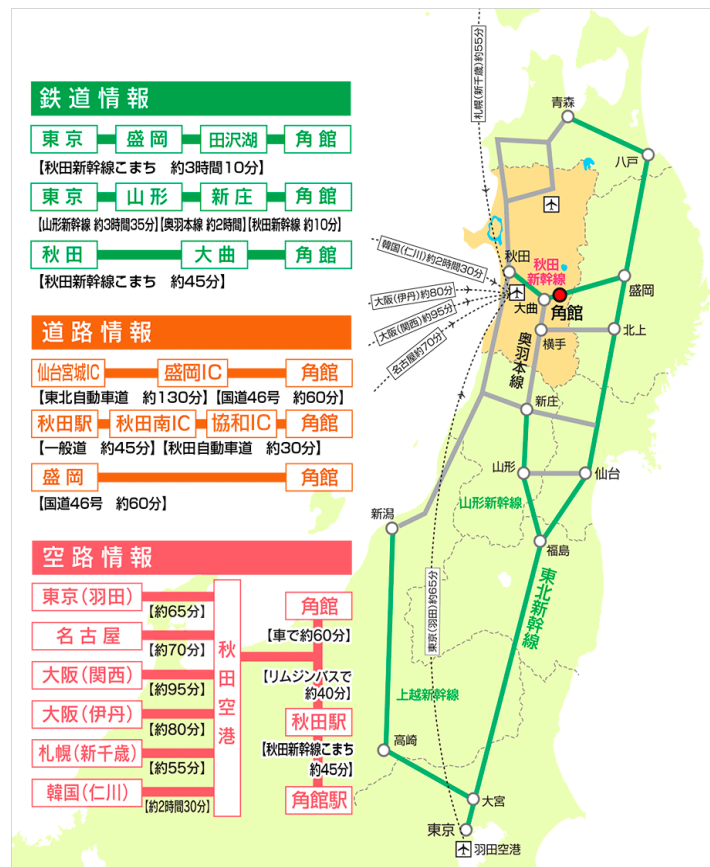 鉄道情報
東京 盛岡 田沢湖 角館
【秋田新幹線こまち 約3時間10分】
東京 山形 新庄 角館
【山形新幹線 約3時間35分】【奥羽本線 約2時間】【秋田新幹線 約10分】
秋田 大曲 角館
【秋田新幹線こまち 約45分】
道路情報
仙台宮城IC 盛岡IC 角館
【東北自動車道 約130分】【国道46号 約60分】
秋田駅 秋田南IC 協和IC 角館
【一般道 約45分】【秋田自動車道 約30分】
盛岡 角館
【国道46号 約60分】
空路情報
東京(羽田)
【約65分】
名古屋
【約70分】
大阪(関西)
【約95分】
大阪(伊丹)
【約80分】
札幌(新千歳)
【約55分】
韓国(仁川)
【約2時間30分】
秋田空港
角館
【車で約60分】
【リムジンバスで
約40分】
秋田駅
【秋田新幹線こまち
約45分】
角館駅
札幌(新千歳)約55分
青森
八戸
韓国(仁川)約2時間30分
秋田
秋田
新幹線
盛岡
大阪(伊丹)約80分
大曲
角館
大阪(関西)約95分
名古屋約70分
横手
北上
奥羽本線
新庄
山形
仙台
山形新幹線
新潟
福島
東北新幹線
東京(羽田)約65分
上越新幹線
高崎
大宮
東京
羽田空港